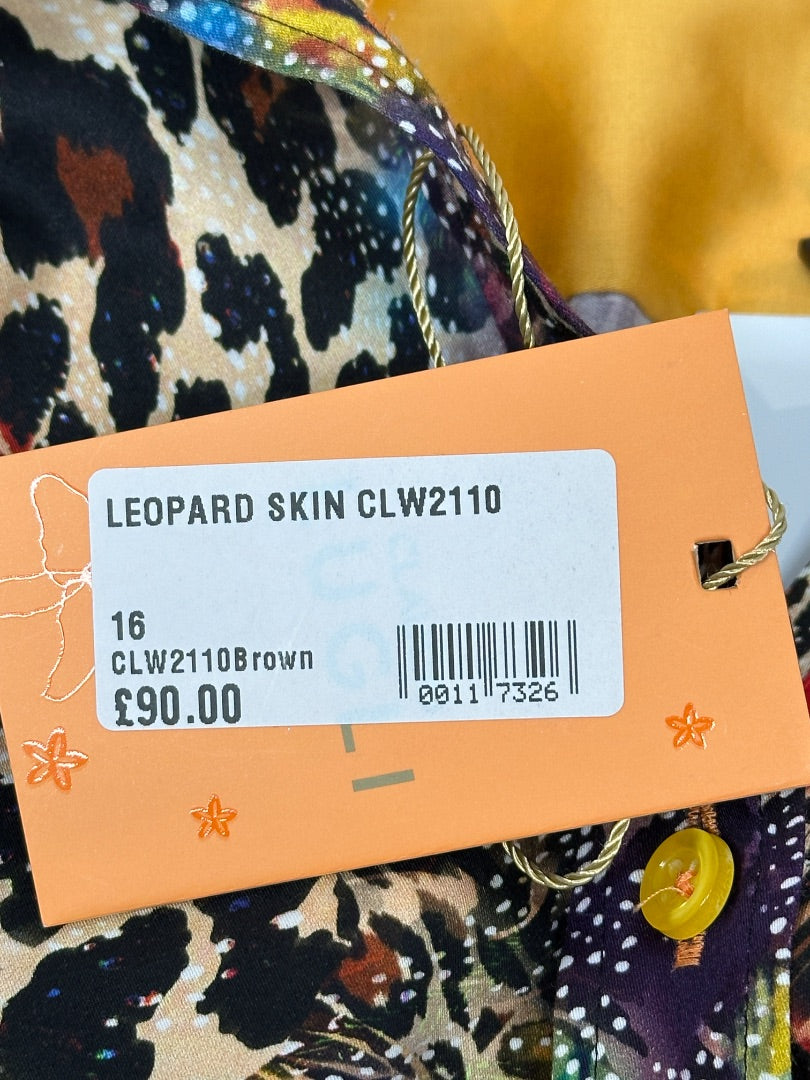 LEOPARD SKIN CLW2110
16
CLW2110Brown
£90.00
0011 7326